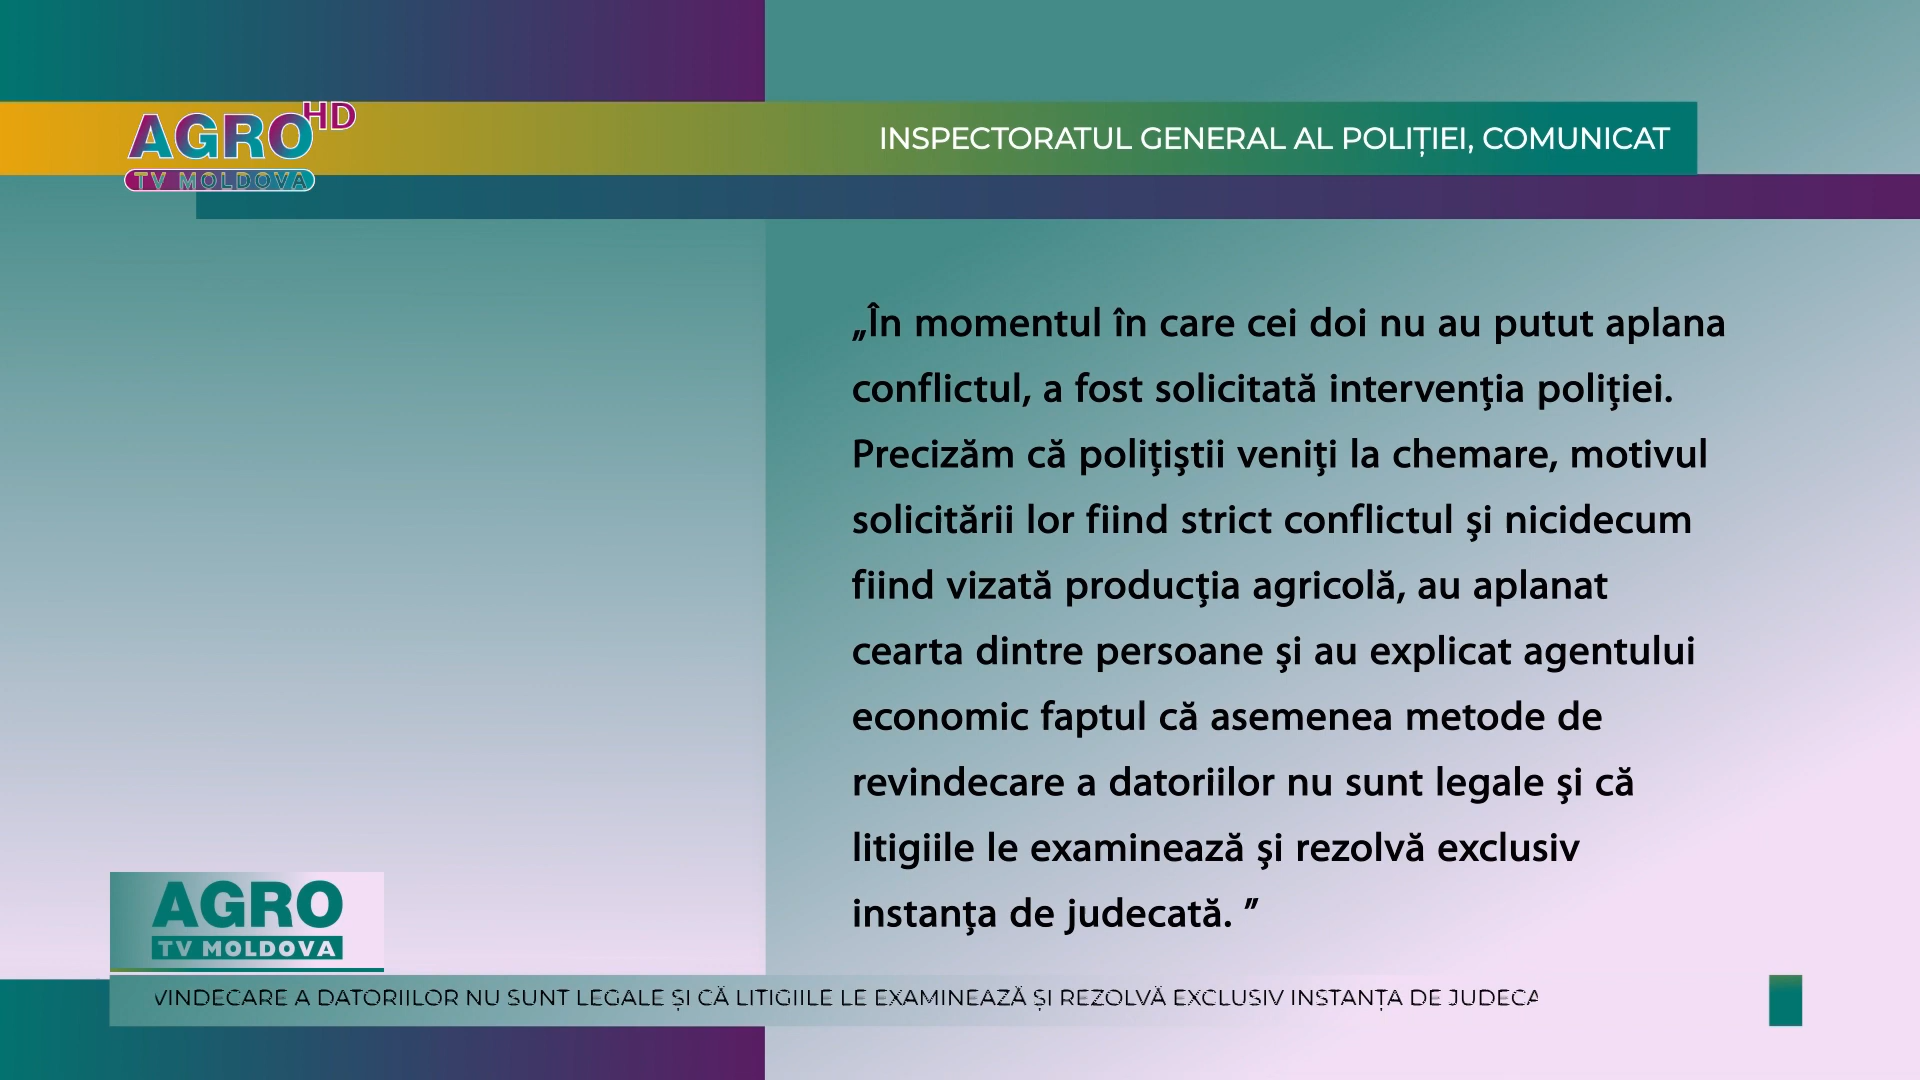 AGRO HD
TV MOLDOVA
INSPECTORATUL GENERAL AL POLIȚIEI, COMUNICAT
„În momentul în care cei doi nu au putut aplana
conflictul, a fost solicitată intervenţia poliţiei.
Precizăm că poliţiştii veniţi la chemare, motivul
solicitării lor fiind strict conflictul şi nicidecum
fiind vizată producţia agricolă, au aplanat
cearta dintre persoane şi au explicat agentului
economic faptul că asemenea metode de
revindecare a datoriilor nu sunt legale şi că
litigiile le examinează şi rezolvă exclusiv
instanţa de judecată. ”
AGRO
TV MOLDOVA
VINDECARE A DATORIILOR NU SUNT LEGALE ȘI CĂ LITIGIILE LE EXAMINEAZĂ ȘI REZOLVĂ EXCLUSIV INSTANȚA DE JUDECA